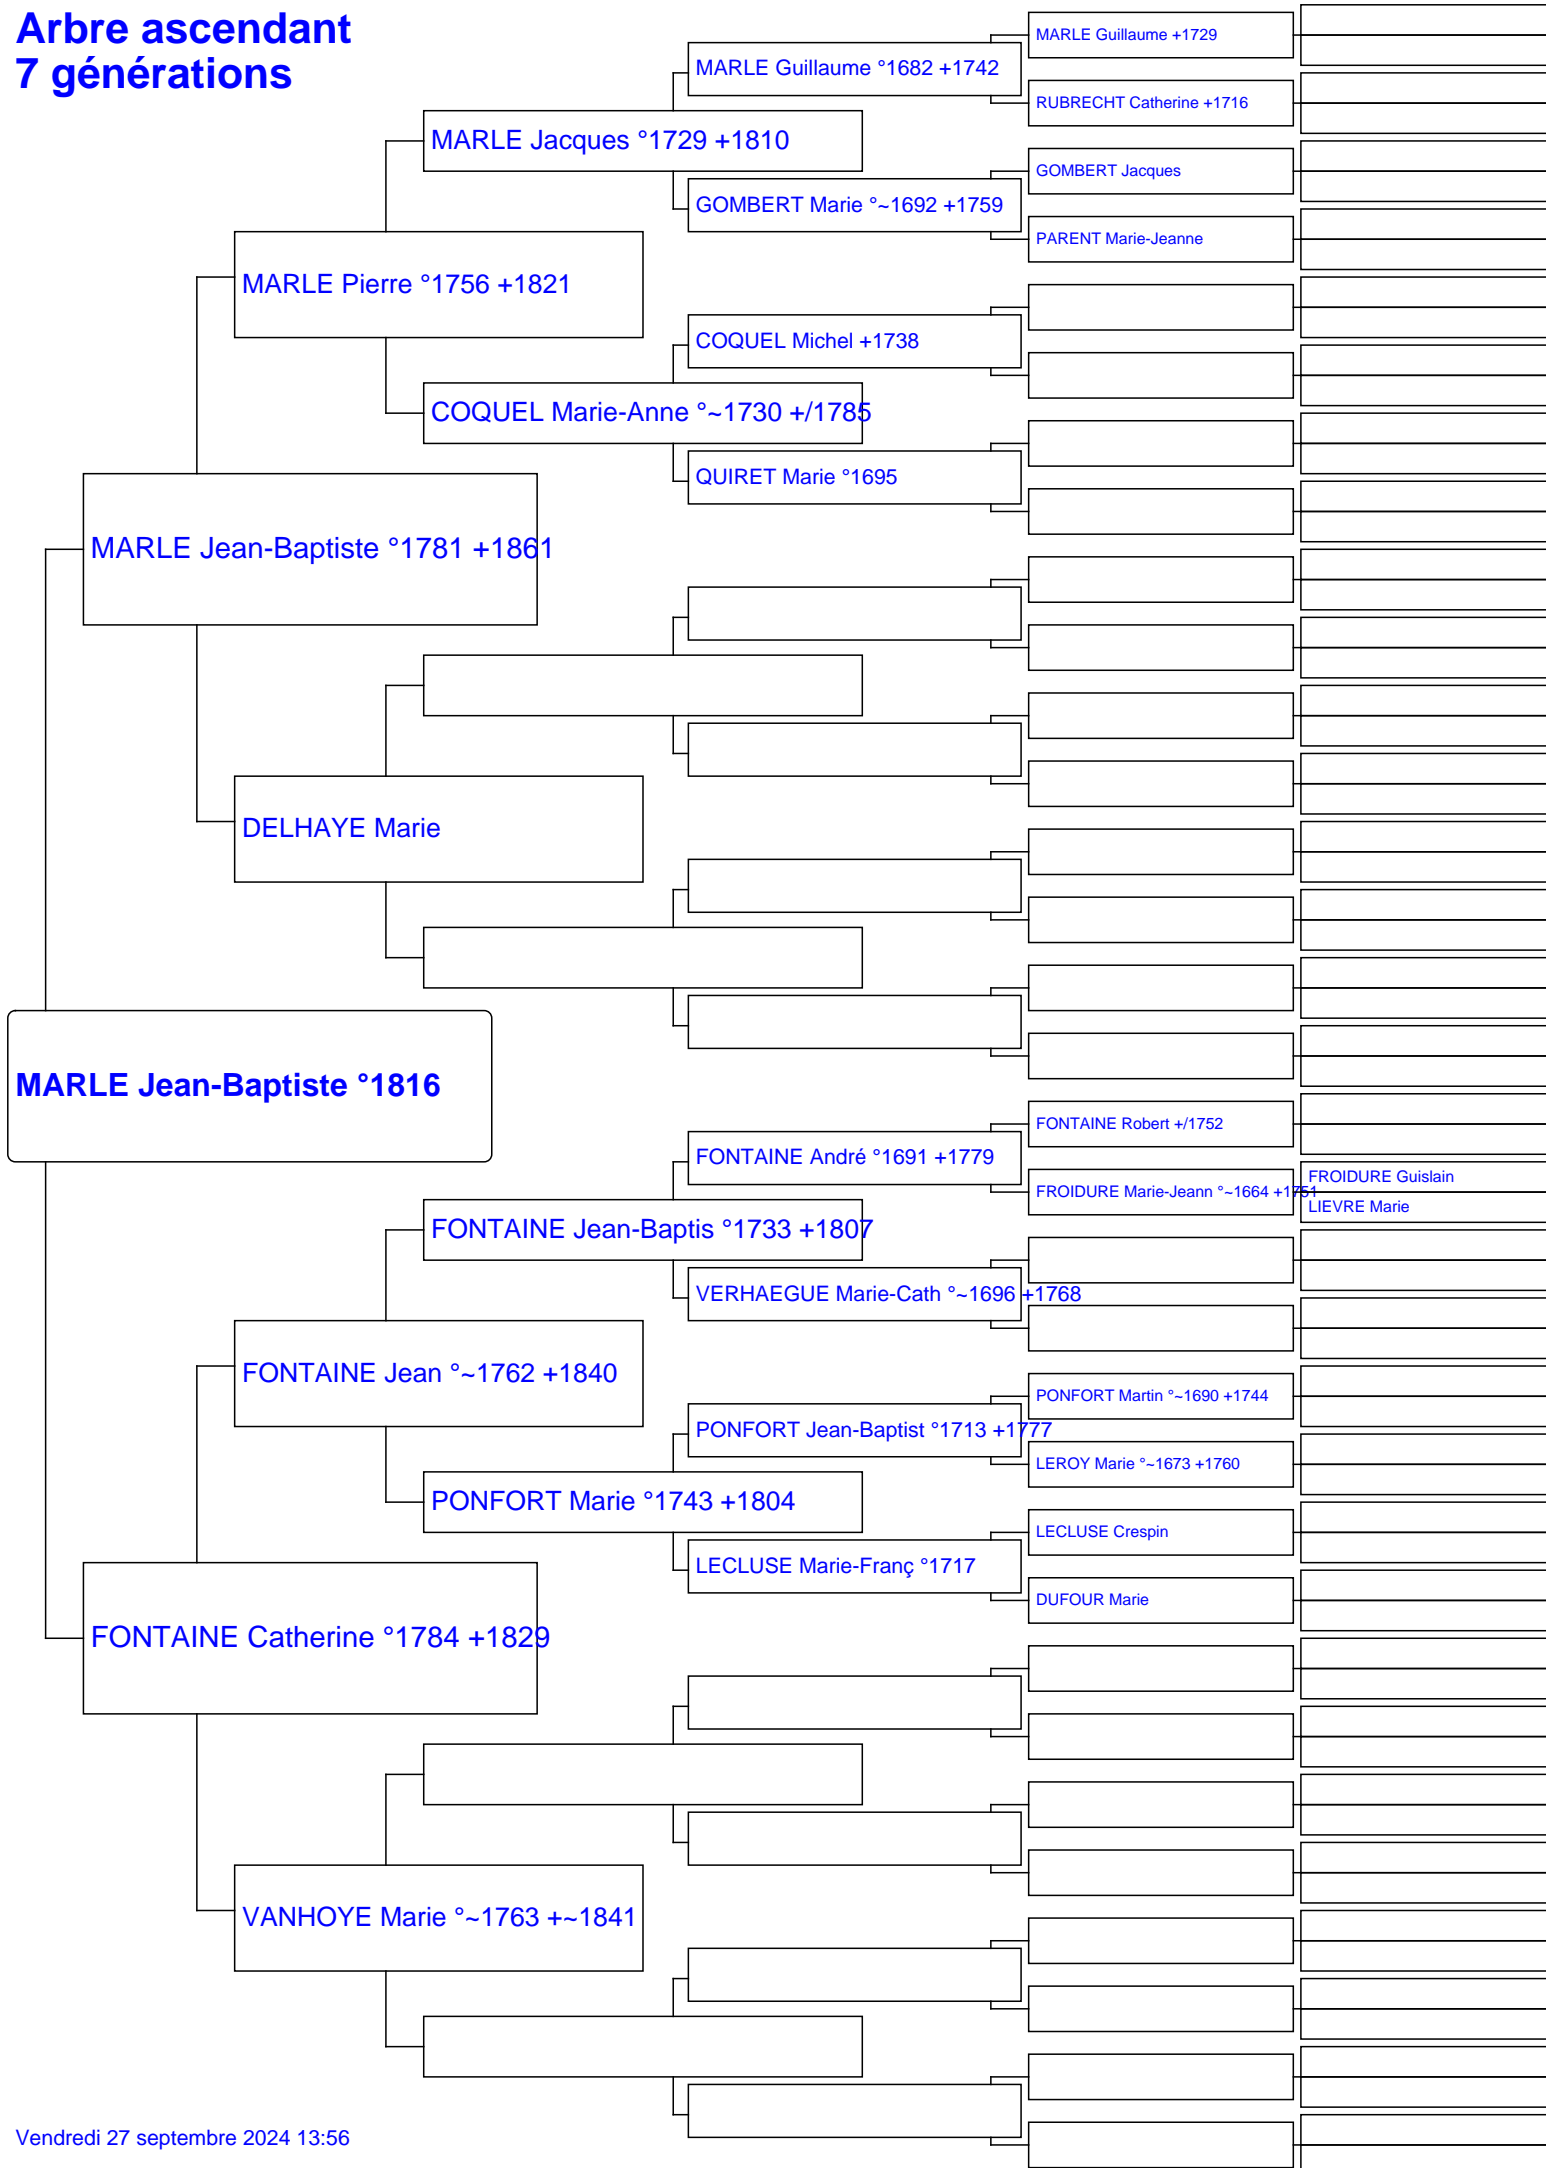 Arbre ascendant
7 générations
MARLE Guillaume +1729
MARLE Guillaume °1682 +1742
RUBRECHT Catherine +1716
MARLE Jacques °1729 +1810
GOMBERT Jacques
GOMBERT Marie °~1692 +1759
PARENT Marie-Jeanne
MARLE Pierre °1756 +1821
COQUEL Michel +1738
COQUEL Marie-Anne °~1730 +/1785
QUIRET Marie °1695
MARLE Jean-Baptiste °1781 +1861
DELHAYE Marie
MARLE Jean-Baptiste °1816
FONTAINE Robert +/1752
FONTAINE André °1691 +1779
FROIDURE Guislain
FROIDURE Marie-Jeann °~1664 +1751
LIEVRE Marie
FONTAINE Jean-Baptis °1733 +1807
VERHAEGUE Marie-Cath °~1696 +1768
FONTAINE Jean °~1762 +1840
PONFORT Martin °~1690 +1744
PONFORT Jean-Baptist °1713 +1777
LEROY Marie °~1673 +1760
PONFORT Marie °1743 +1804
LECLUSE Crespin
LECLUSE Marie-Franç °1717
DUFOUR Marie
FONTAINE Catherine °1784 +1829
VANHOYE Marie °~1763 +~1841
Vendredi 27 septembre 2024 13:56